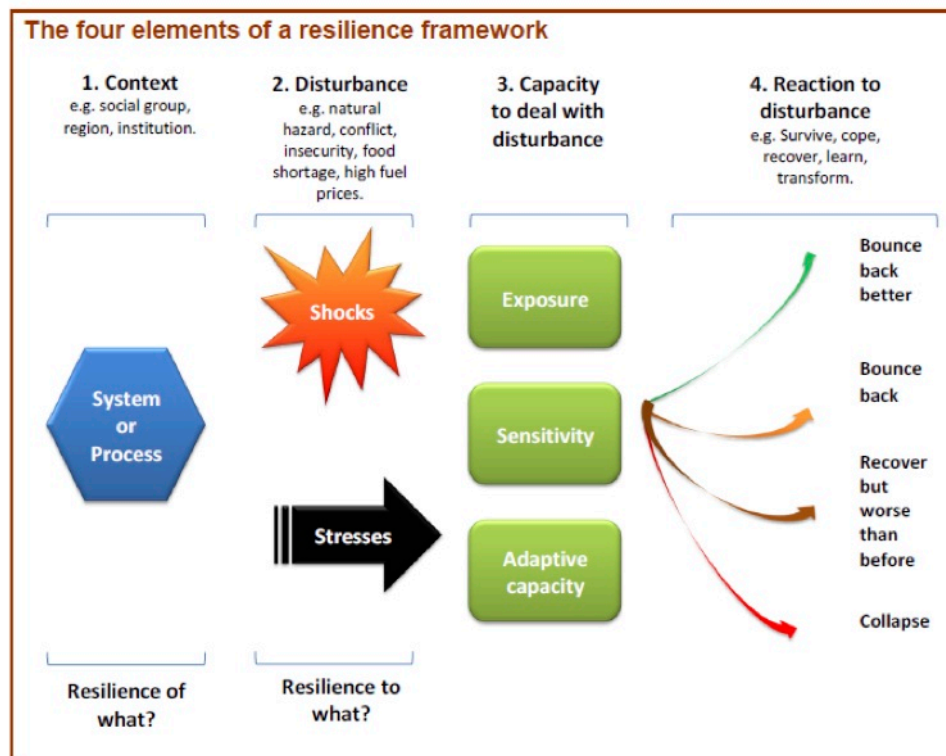 The four elements of a resilience framework
1. Context
e.g. social group,
region, institution.
2. Disturbance
e.g. natural
hazard, conflict,
insecurity, food
shortage, high fuel
prices.
3. Capacity
to deal with
disturbance
4. Reaction to
disturbance
e.g. Survive, cope,
recover, learn,
transform.
System
or
Process
Shocks
Stresses
Exposure
Sensitivity
Adaptive
capacity
Bounce
back
better
Bounce
back
Recover
but
worse
than
before
Collapse
Resilience of
what?
Resilience to
what?